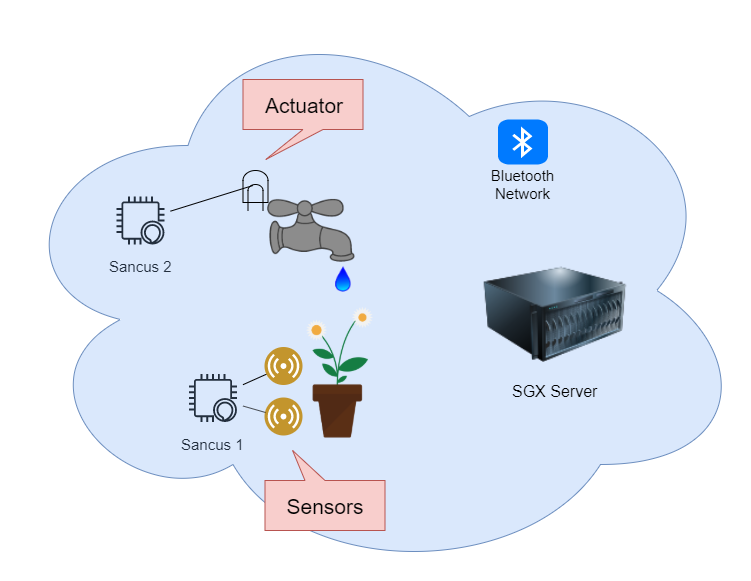 Actuator
Bluetooth
Network
Sancus 2
SGX Server
Sancus 1
Sensors